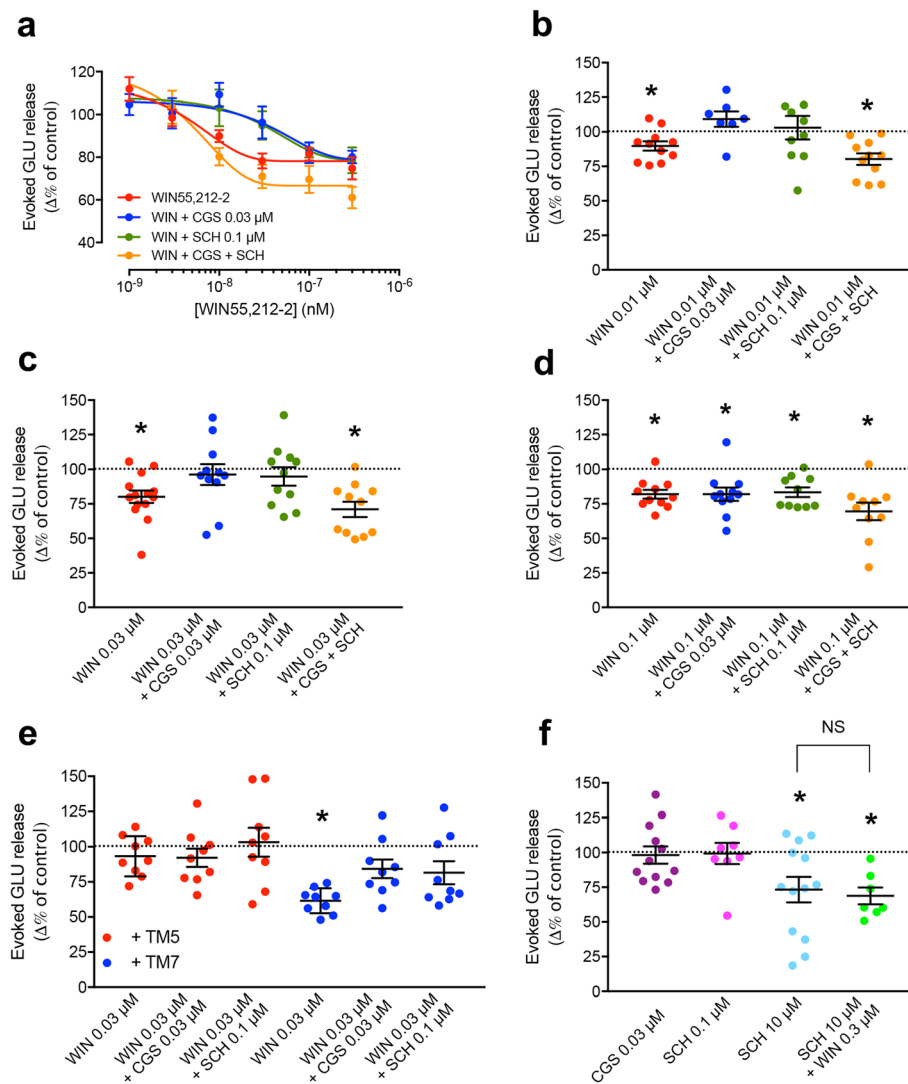 a
Evoked GLU release
(Δ% of control)
120
100
80
60
40
WIN55,212-2
WIN + CGS 0.03 µM
WIN + SCH 0.1 µM
WIN + CGS + SCH
10-9
10-8
10-7
10-6
[WIN55,212-2] (nM)
b
Evoked GLU release
(Δ% of control)
150
125
100
75
50
25
0
*
*
WIN 0.01 µM
WIN 0.01 µM
+ CGS 0.03 µM
WIN 0.01 µM
+ SCH 0.1 µM
WIN 0.01 µM
+ CGS + SCH
c
Evoked GLU release
(Δ% of control)
150
125
100
75
50
25
0
*
*
WIN 0.03 µM
WIN 0.03 µM
+ CGS 0.03 µM
WIN 0.03 µM
+ SCH 0.1 µM
WIN 0.03 µM
+ CGS + SCH
d
Evoked GLU release
(Δ% of control)
150
125
100
75
50
25
0
*
*
*
*
WIN 0.1 µM
WIN 0.1 µM
+ CGS 0.03 µM
WIN 0.1 µM
+ SCH 0.1 µM
WIN 0.1 µM
+ CGS + SCH
e
Evoked GLU release
(Δ% of control)
150
125
100
75
50
25
0
*
+ TM5
+ TM7
WIN 0.03 µM
WIN 0.03 µM
+ CGS 0.03 µM
WIN 0.03 µM
+ SCH 0.1 µM
WIN 0.03 µM
WIN 0.03 µM
+ CGS 0.03 µM
WIN 0.03 µM
+ SCH 0.1 µM
f
NS
Evoked GLU release
(Δ% of control)
150
125
100
75
50
25
0
*
*
CGS 0.03 µM
SCH 0.1 µM
SCH 10 µM
SCH 10 µM
+ WIN 0.3 µM